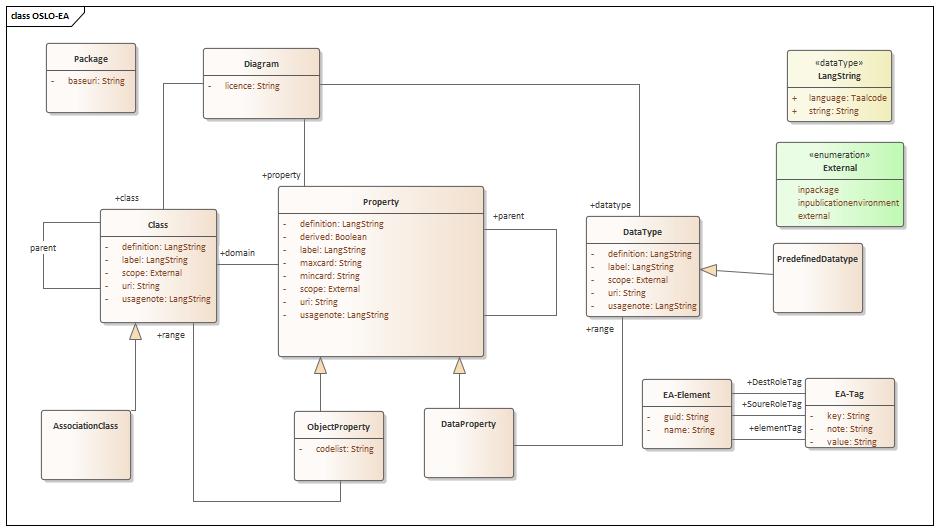 class OSLO-EA
Package
- baseuri: String
Diagram
- licence: String
«dataType»
LangString
+ language: Taalcode
+ string: String
«enumeration»
External
inpackage
inpublicationenvironment
external
+class
+property
+datatype
Class
- definition: LangString
- label: LangString
- scope: External
- uri: String
- usagenote: LangString
parent
+domain
+range
Property
- definition: LangString
- derived: Boolean
- label: LangString
- maxcard: String
- mincard: String
- scope: External
- uri: String
- usagenote: LangString
+parent
DataType
- definition: LangString
- label: LangString
- scope: External
- uri: String
- usagenote: LangString
+range
PredefinedDatatype
AssociationClass
ObjectProperty
- codelist: String
DataProperty
EA-Element
- guid: String
- name: String
+DestRoleTag
+SoureRoleTag
+elementTag
EA-Tag
- key: String
- note: String
- value: String